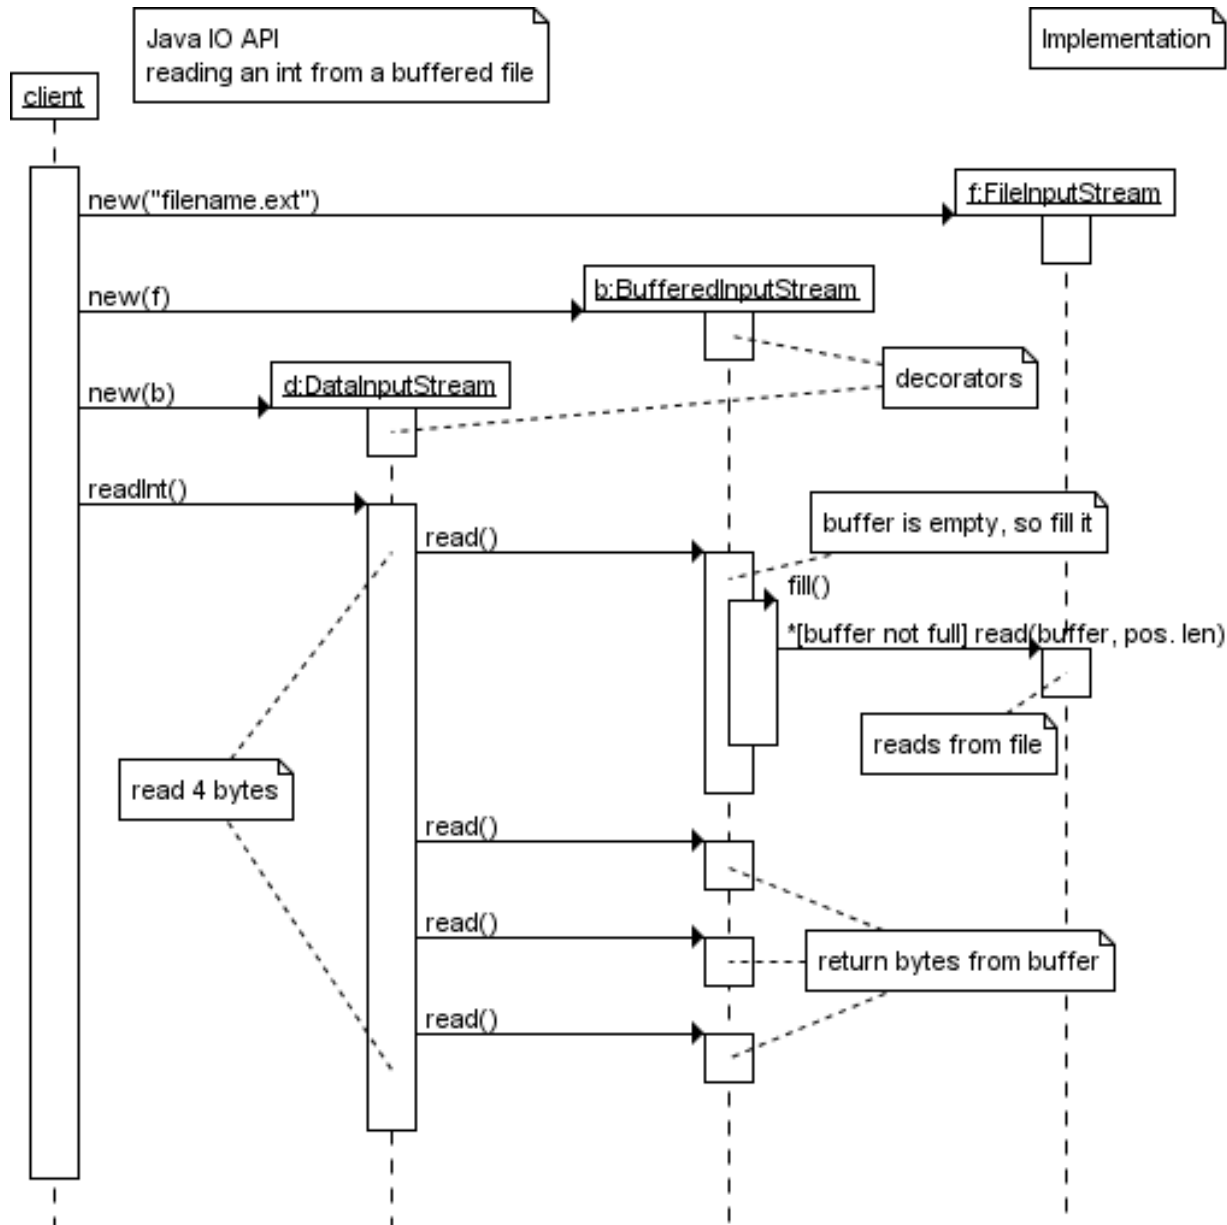 Java IO API
reading an int from a buffered file
Implementation
client
new("filename.ext")
f:FileInputStream
new(f)
b:BufferedInputStream
decorators
new(b)
d:DataInputStream
readInt()
buffer is empty, so fill it
read()
fill()
*[buffer not full] read(buffer, pos. len)
reads from file
read 4 bytes
read()
read()
return bytes from buffer
read()